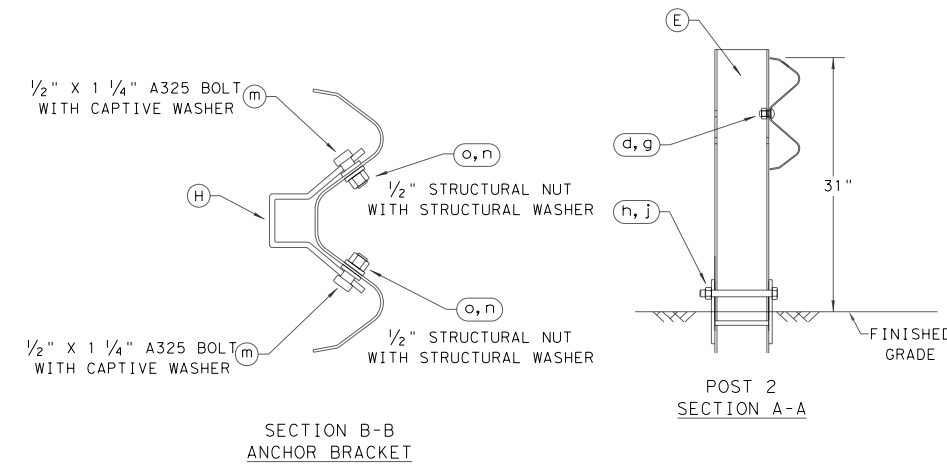 ½" X 1 ¼" A325 BOLT
WITH CAPTIVE WASHER
m
o,n
½" STRUCTURAL NUT
WITH STRUCTURAL WASHER
H
o,n
½" STRUCTURAL NUT
WITH STRUCTURAL WASHER
½" X 1 ¼" A325 BOLT
WITH CAPTIVE WASHER
m
SECTION B-B
ANCHOR BRACKET
E
d,g
31"
h,j
FINISHED
GRADE
POST 2
SECTION A-A